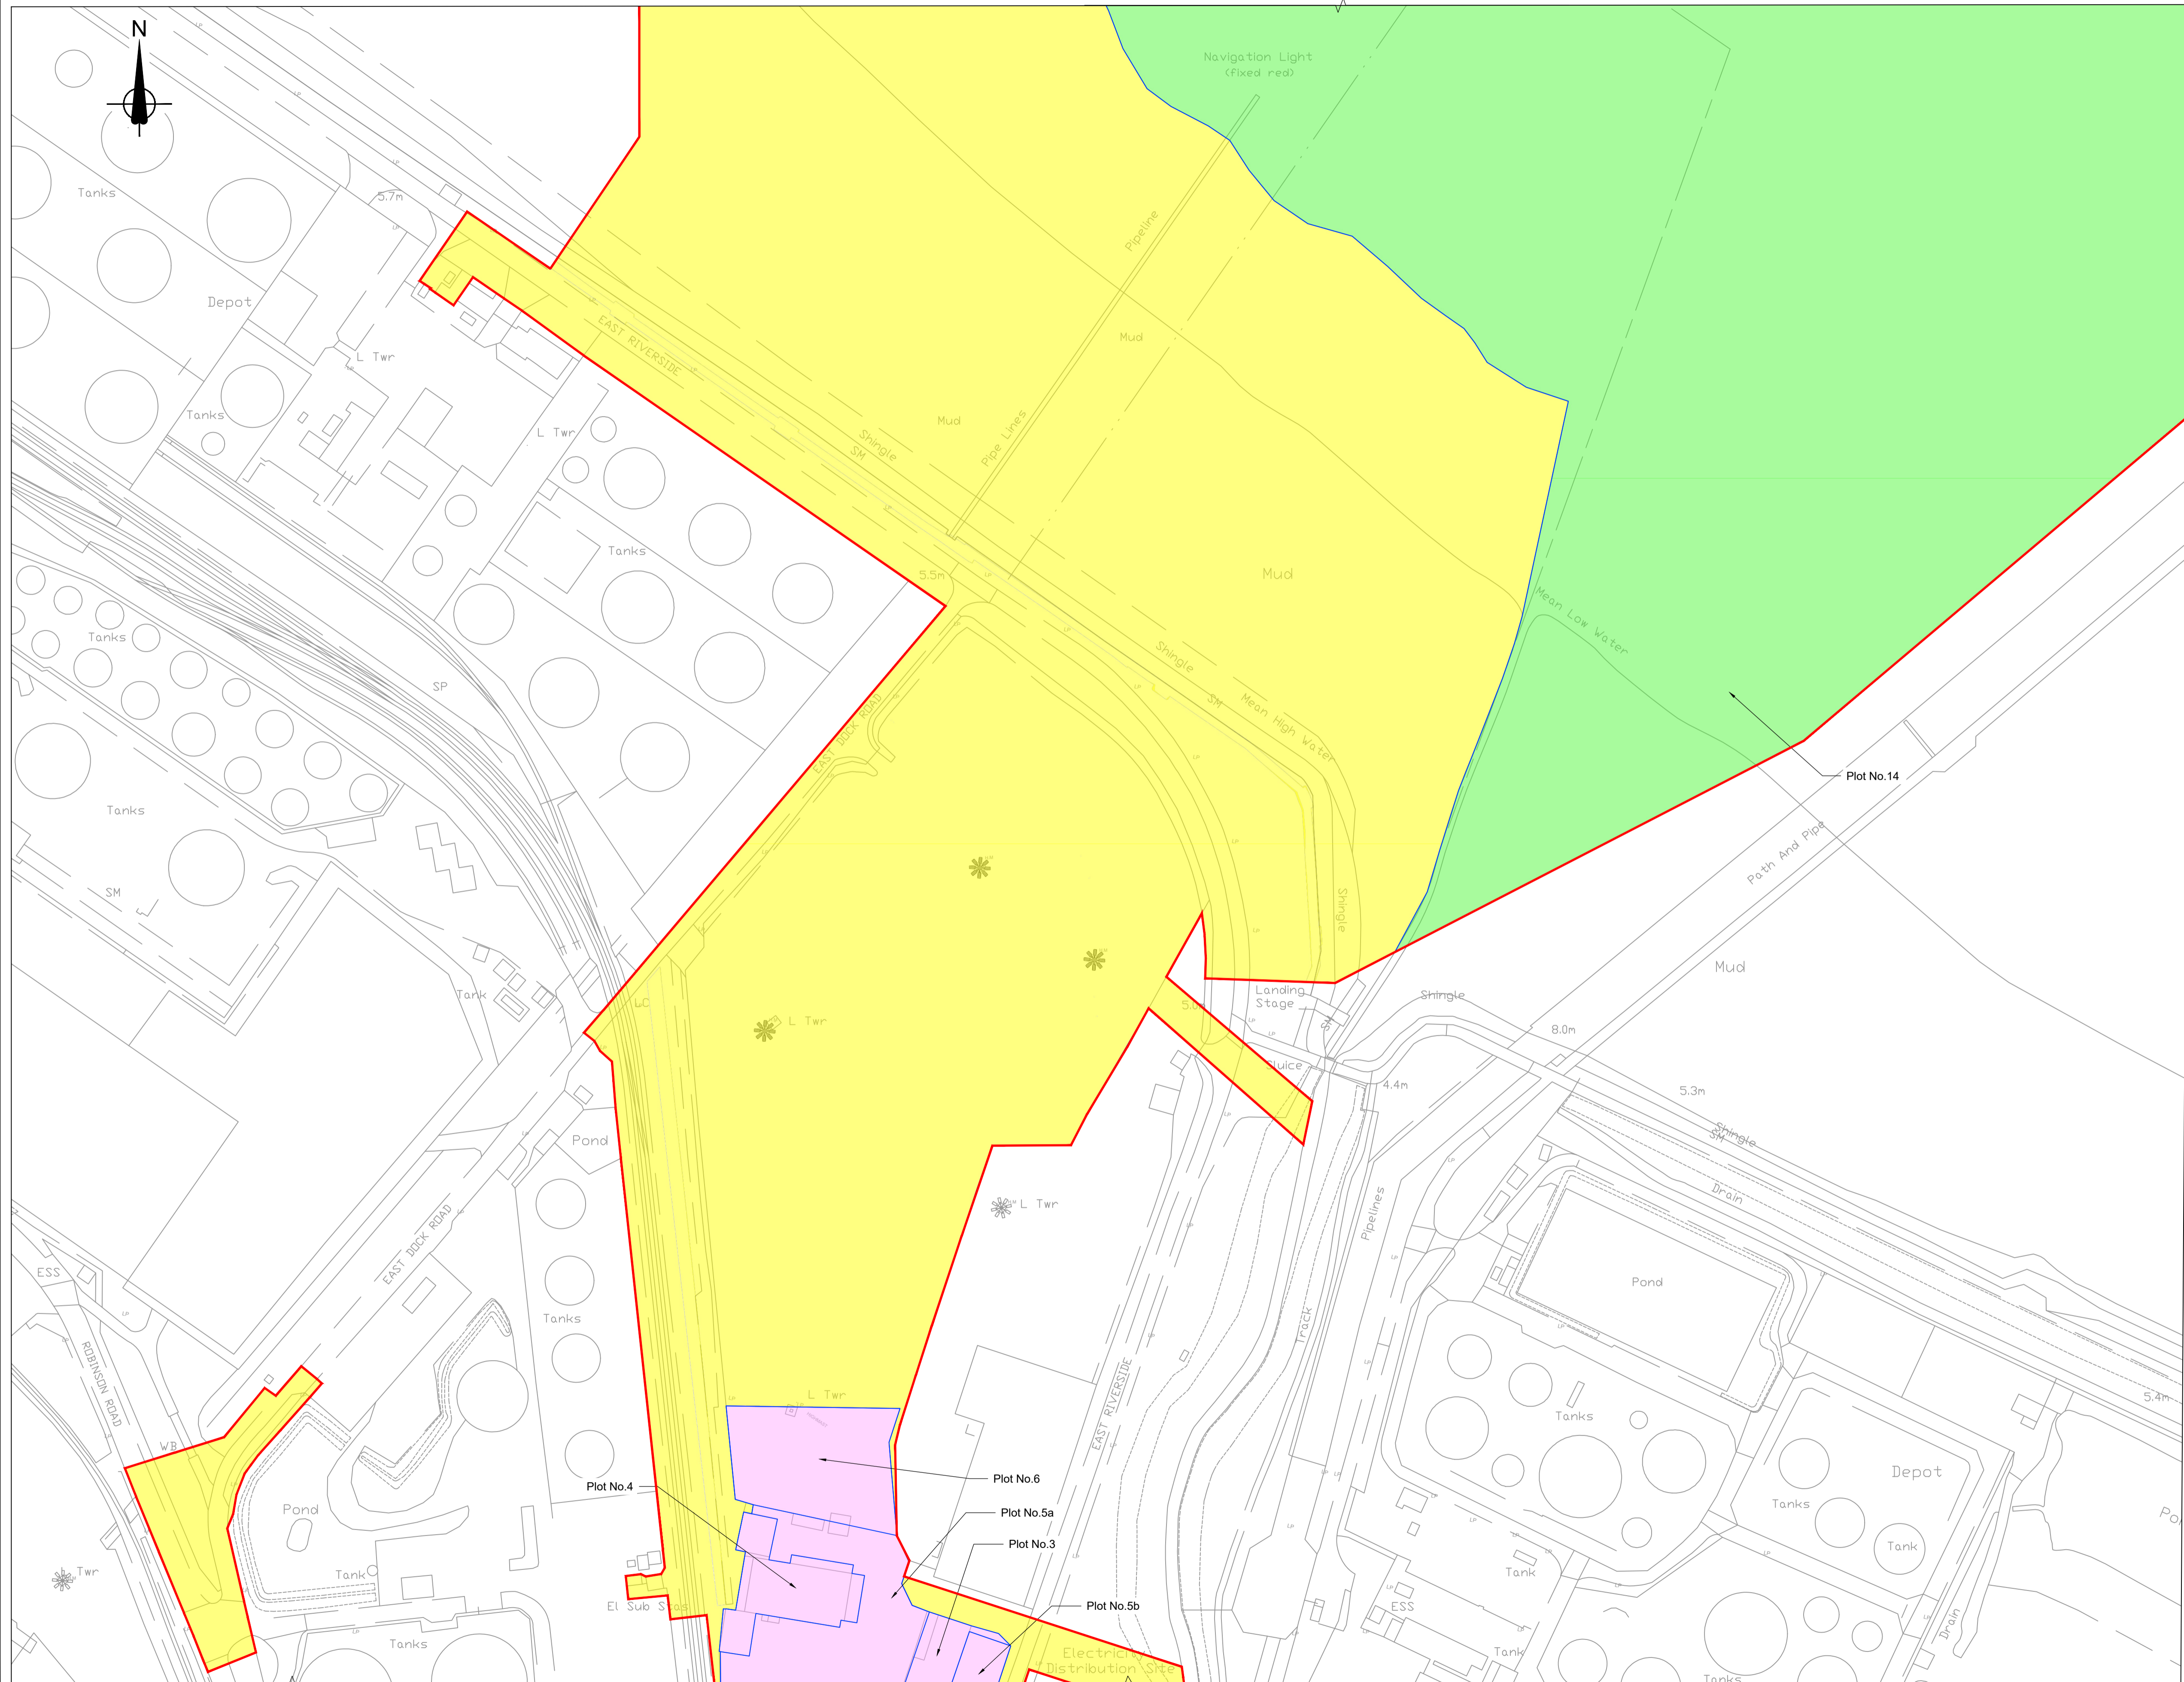 N
Navigation Light
(fixed red)
Tanks
5.7m
Depot
Pipeline
L Twr
EAST RIVERSIDE
Mud
Mud
Tanks
L Twr
Shingle
SM
Pipe Lines
Tanks
5.5m
Mud
Mean Low Water
Tanks
SP
EAST DOCK ROAD
Shingle
SM
Mean High Water
Plot No.14
Tanks
Path And Pipe
SM
Shingle
Mud
Tank
LC
Landing
Stage
Shingle
L Twr
SM
8.0m
Sluice
4.4m
5.3m
Pond
Shingle
SM
Drain
L Twr
Pipelines
EAST DOCK ROAD
ESS
Pond
Tanks
Track
ROBINSON ROAD
EAST RIVERSIDE
L Twr
5.4m
Tanks
WB
Plot No.6
Depot
Plot No.4
Pond
Plot No.5a
Tanks
Plot No.3
Tank
L Twr
Tank
Tank
El Sub Stas
Plot No.5b
ESS
Drain
Tanks
Electricity
Distribution Site
Tank
Tanks